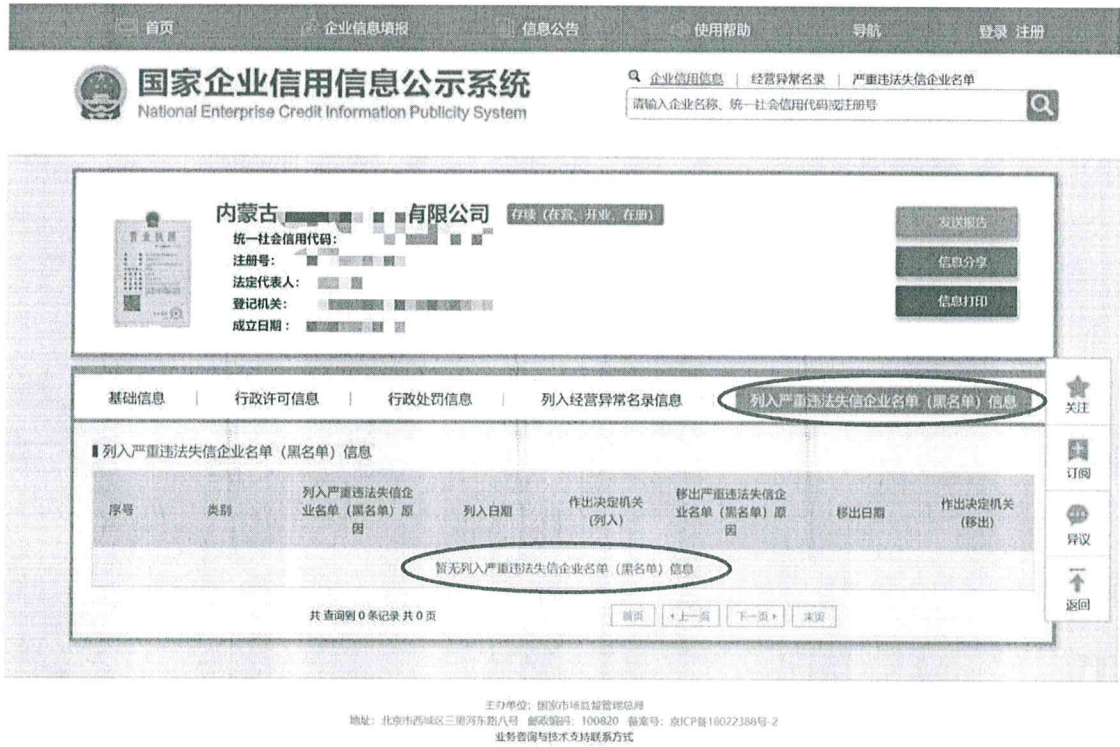 首页 企业信息填报 信息公告 使用帮助 导航 登录 注册
国家企业信用信息公示系统
National Enterprise Credit Information Publicity System
企业信用信息 | 经营异常名录 | 严重违法失信企业名单
请输入企业名称、统一社会信用代码或注册号
内蒙古 有限公司 存续（在营、开业、在册）
营业执照
统一社会信用代码：
注册号：
法定代表人：
登记机关：
成立日期：
发送报告
信息分享
信息打印
基础信息 | 行政许可信息 | 行政处罚信息 | 列入经营异常名录信息 | 列入严重违法失信企业名单（黑名单）信息
关注
订阅
异议
返回
列入严重违法失信企业名单（黑名单）信息
序号 类别 列入严重违法失信企业名单（黑名单）原因 列入日期 作出决定机关(列入) 移出严重违法失信企业名单（黑名单）原因 移出日期 作出决定机关(移出)
暂无列入严重违法失信企业名单（黑名单）信息
共 查询到 0 条记录 共 0 页 首页 上一页 下一页 末页
主办单位：国家市场监督管理总局
地址：北京市西城区三里河东路八号 邮政编码：100820 备案号：京ICP备18022388号-2
业务咨询与技术支持联系方式